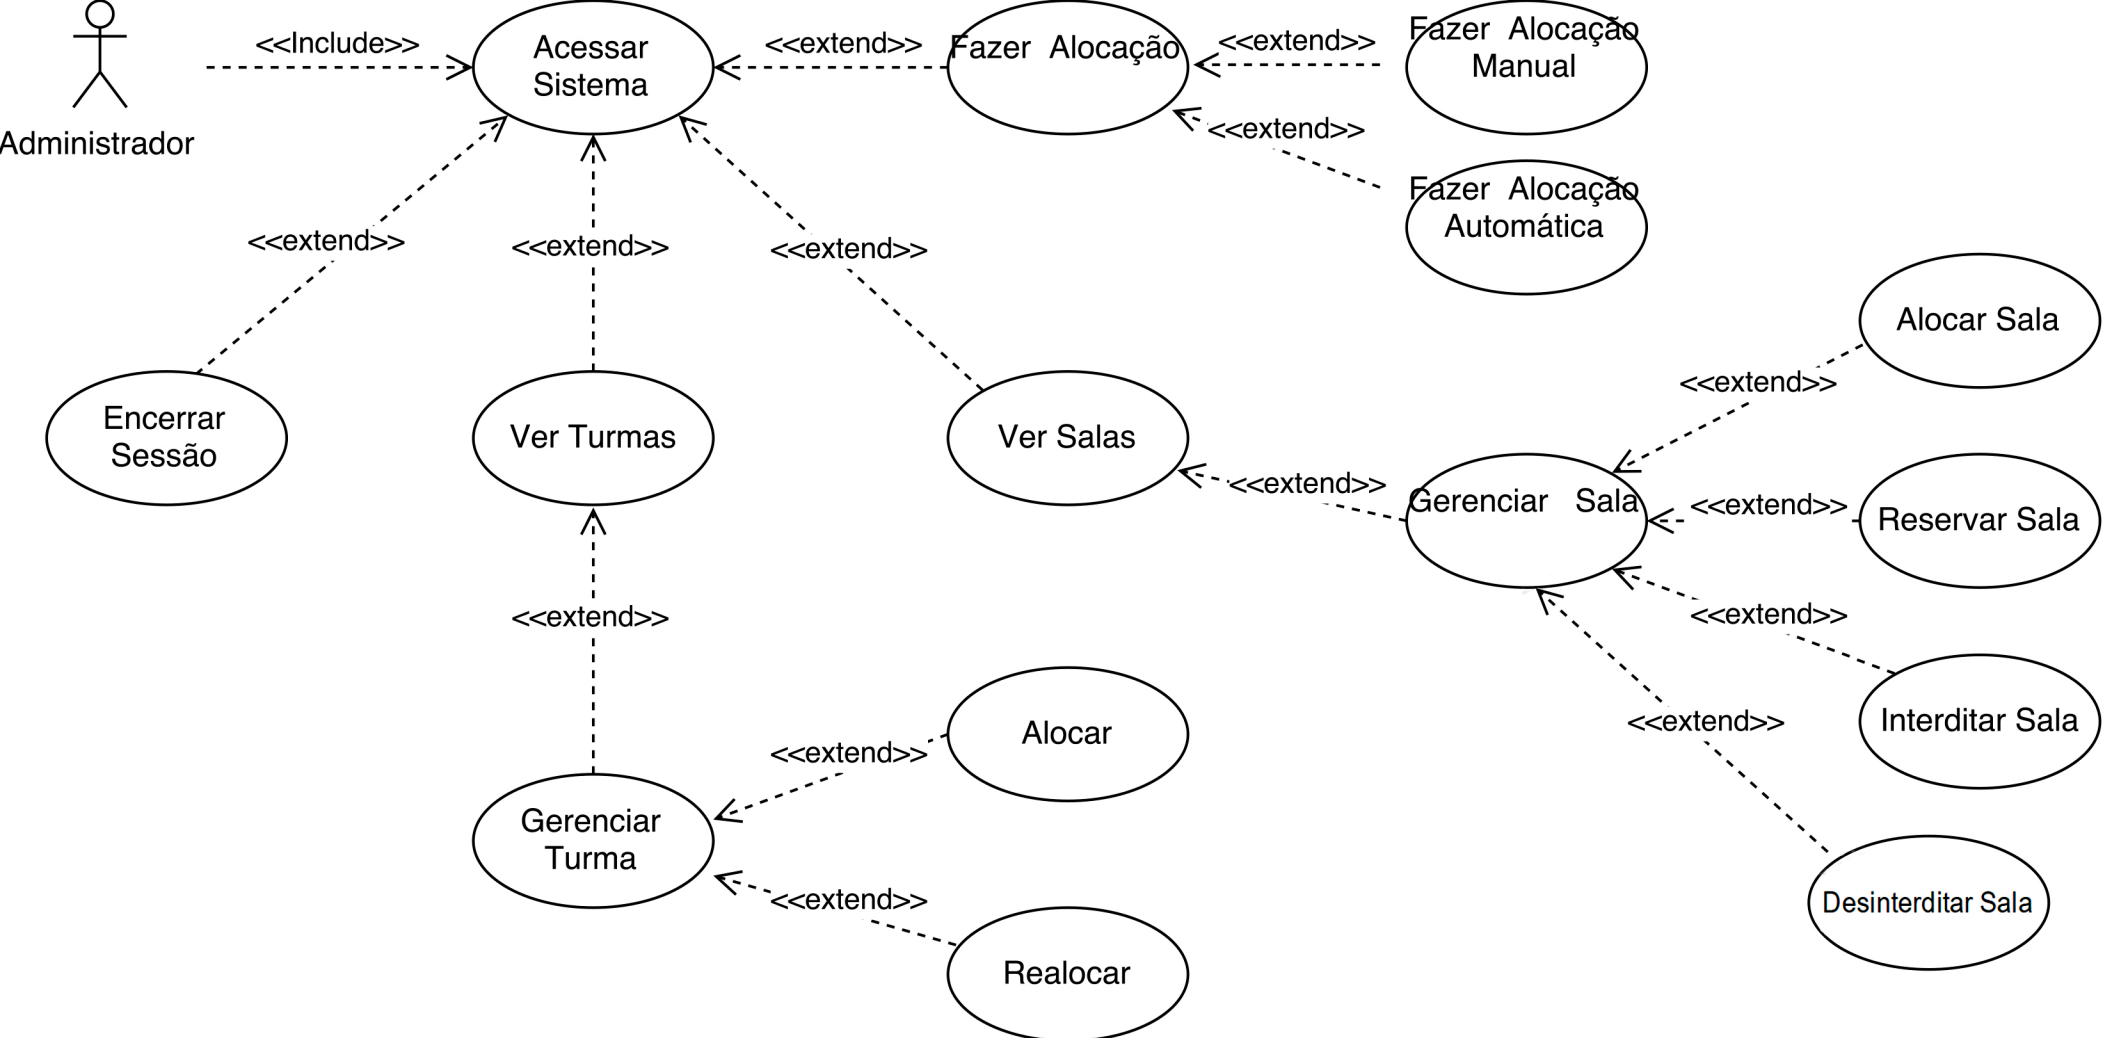 <<Include>>
Acessar
Sistema
<<extend>>
Fazer Alocação
<<extend>>
Fazer Alocação
Manual
Administrador
<<extend>>
Fazer Alocação
Automática
<<extend>>
<<extend>>
<<extend>>
Alocar Sala
<<extend>>
Encerrar
Sessão
Ver Turmas
Ver Salas
<<extend>>
Gerenciar Sala
<<extend>>
Reservar Sala
<<extend>>
<<extend>>
Interditar Sala
<<extend>>
Alocar
<<extend>>
Gerenciar
Turma
<<extend>>
Desinterditar Sala
Realocar